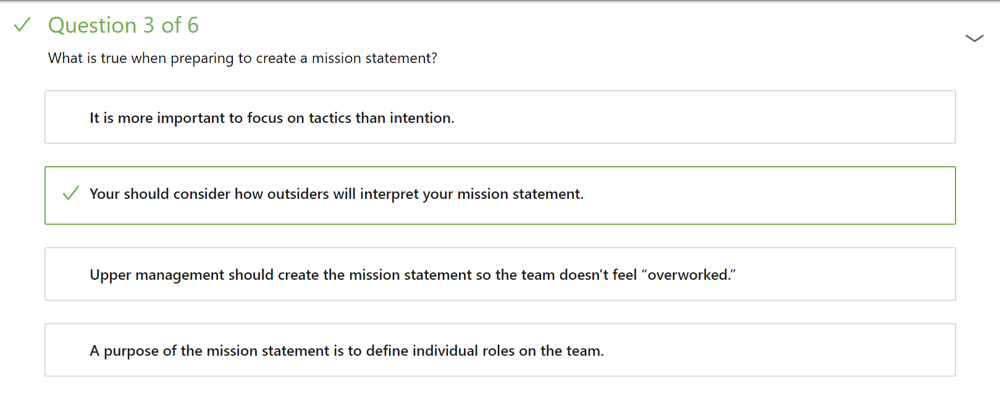 Question 3 of 6
What is true when preparing to create a mission statement?
It is more important to focus on tactics than intention.
Your should consider how outsiders will interpret your mission statement.
Upper management should create the mission statement so the team doesn't feel “overworked.”
A purpose of the mission statement is to define individual roles on the team.